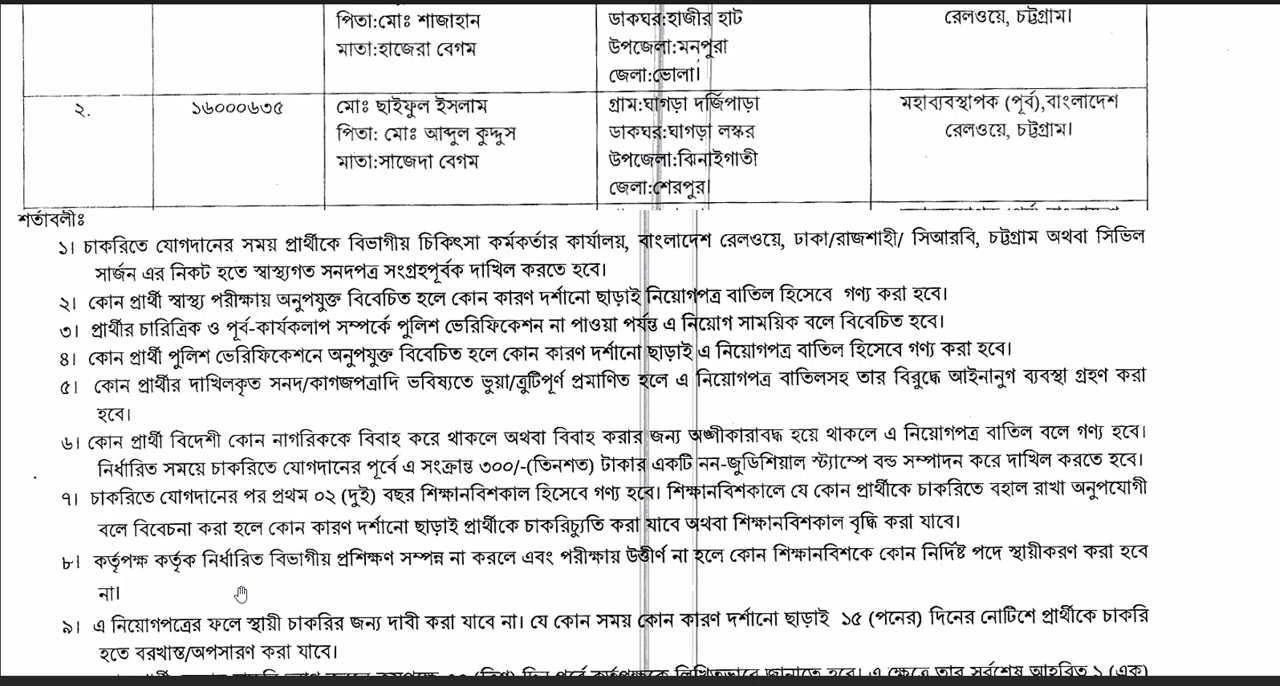 পিতা:মোঃ শাজাহান ডাকঘর:হাজীর হাট রেলওয়ে, চট্টগ্রাম।
মাতা:হাজেরা বেগম উপজেলা:মনপুরা
জেলা:ভোলা।
২. ১৬০০০৬৩৫ মোঃ ছাইফুল ইসলাম গ্রাম:ঘাগড়া দর্জিপাড়া মহাব্যবস্থাপক (পূর্ব),বাংলাদেশ
পিতা: মোঃ আব্দুল কুদ্দুস ডাকঘর:ঘাগড়া লস্কর রেলওয়ে, চট্টগ্রাম।
মাতা:সাজেদা বেগম উপজেলা:ঝিনাইগাতী
জেলা:শেরপুর।
শর্তাবলীঃ
১। চাকরিতে যোগদানের সময় প্রার্থীকে বিভাগীয় চিকিৎসা কর্মকর্তার কার্যালয়, বাংলাদেশ রেলওয়ে, ঢাকা/রাজশাহী/ সিআরবি, চট্টগ্রাম অথবা সিভিল
সার্জন এর নিকট হতে স্বাস্থ্যগত সনদপত্র সংগ্রহপূর্বক দাখিল করতে হবে।
২। কোন প্রার্থী স্বাস্থ্য পরীক্ষায় অনুপযুক্ত বিবেচিত হলে কোন কারণ দর্শানো ছাড়াই নিয়োগপত্র বাতিল হিসেবে গণ্য করা হবে।
৩। প্রার্থীর চারিত্রিক ও পূর্ব-কার্যকলাপ সম্পর্কে পুলিশ ভেরিফিকেশন না পাওয়া পর্যন্ত এ নিয়োগ সাময়িক বলে বিবেচিত হবে।
৪। কোন প্রার্থী পুলিশ ভেরিফিকেশনে অনুপযুক্ত বিবেচিত হলে কোন কারণ দর্শানো ছাড়াই এ নিয়োগপত্র বাতিল হিসেবে গণ্য করা হবে।
৫। কোন প্রার্থীর দাখিলকৃত সনদ/কাগজপত্রাদি ভবিষ্যতে ভুয়া/ত্রুটিপূর্ণ প্রমাণিত হলে এ নিয়োগপত্র বাতিলসহ তার বিরুদ্ধে আইনানুগ ব্যবস্থা গ্রহণ করা
হবে।
৬। কোন প্রার্থী বিদেশী কোন নাগরিককে বিবাহ করে থাকলে অথবা বিবাহ করার জন্য অঙ্গীকারাবদ্ধ হয়ে থাকলে এ নিয়োগপত্র বাতিল বলে গণ্য হবে।
নির্ধারিত সময়ে চাকরিতে যোগদানের পূর্বে এ সংক্রান্ত ৩০০/-(তিনশত) টাকার একটি নন-জুডিশিয়াল স্ট্যাম্পে বন্ড সম্পাদন করে দাখিল করতে হবে।
৭। চাকরিতে যোগদানের পর প্রথম ০২ (দুই) বছর শিক্ষানবিশকাল হিসেবে গণ্য হবে। শিক্ষানবিশকালে যে কোন প্রার্থীকে চাকরিতে বহাল রাখা অনুপযোগী
বলে বিবেচনা করা হলে কোন কারণ দর্শানো ছাড়াই প্রার্থীকে চাকরিচ্যুতি করা যাবে অথবা শিক্ষানবিশকাল বৃদ্ধি করা যাবে।
৮। কর্তৃপক্ষ কর্তৃক নির্ধারিত বিভাগীয় প্রশিক্ষণ সম্পন্ন না করলে এবং পরীক্ষায় উত্তীর্ণ না হলে কোন শিক্ষানবিশকে কোন নির্দিষ্ট পদে স্থায়ীকরণ করা হবে
না।
৯। এ নিয়োগপত্রের ফলে স্থায়ী চাকরির জন্য দাবী করা যাবে না। যে কোন সময় কোন কারণ দর্শানো ছাড়াই ১৫ (পনের) দিনের নোটিশে প্রার্থীকে চাকরি
হতে বরখাস্ত/অপসারণ করা যাবে।